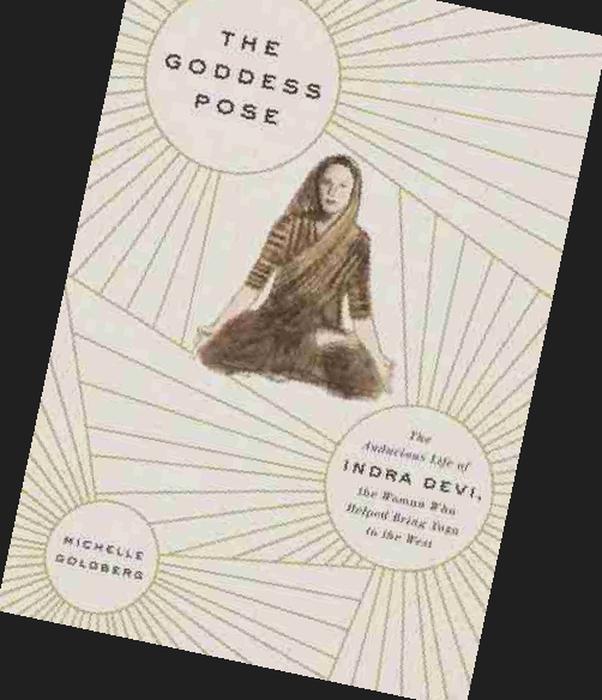 THE
GODDESS
POSE
The
Audacious Life of
INDRA DEVI,
the Woman Who
Helped Bring Yoga
to the West
MICHELLE
GOLDBERG